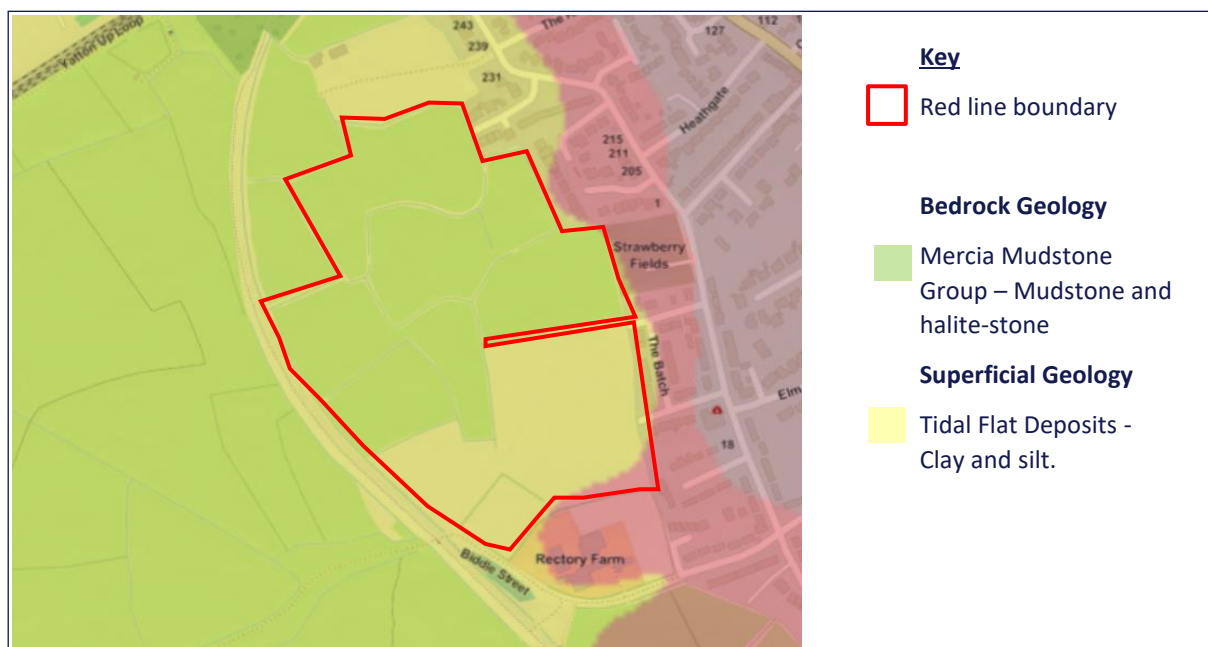 Yatton Up Loop
243
239
231
The
127
112
Heathgate
215
211
205
1
Strawberry
Fields
The Batch
Elm
18
Rectory Farm
Biddle Street
Key
Red line boundary
Bedrock Geology
Mercia Mudstone
Group – Mudstone and
halite-stone
Superficial Geology
Tidal Flat Deposits -
Clay and silt.